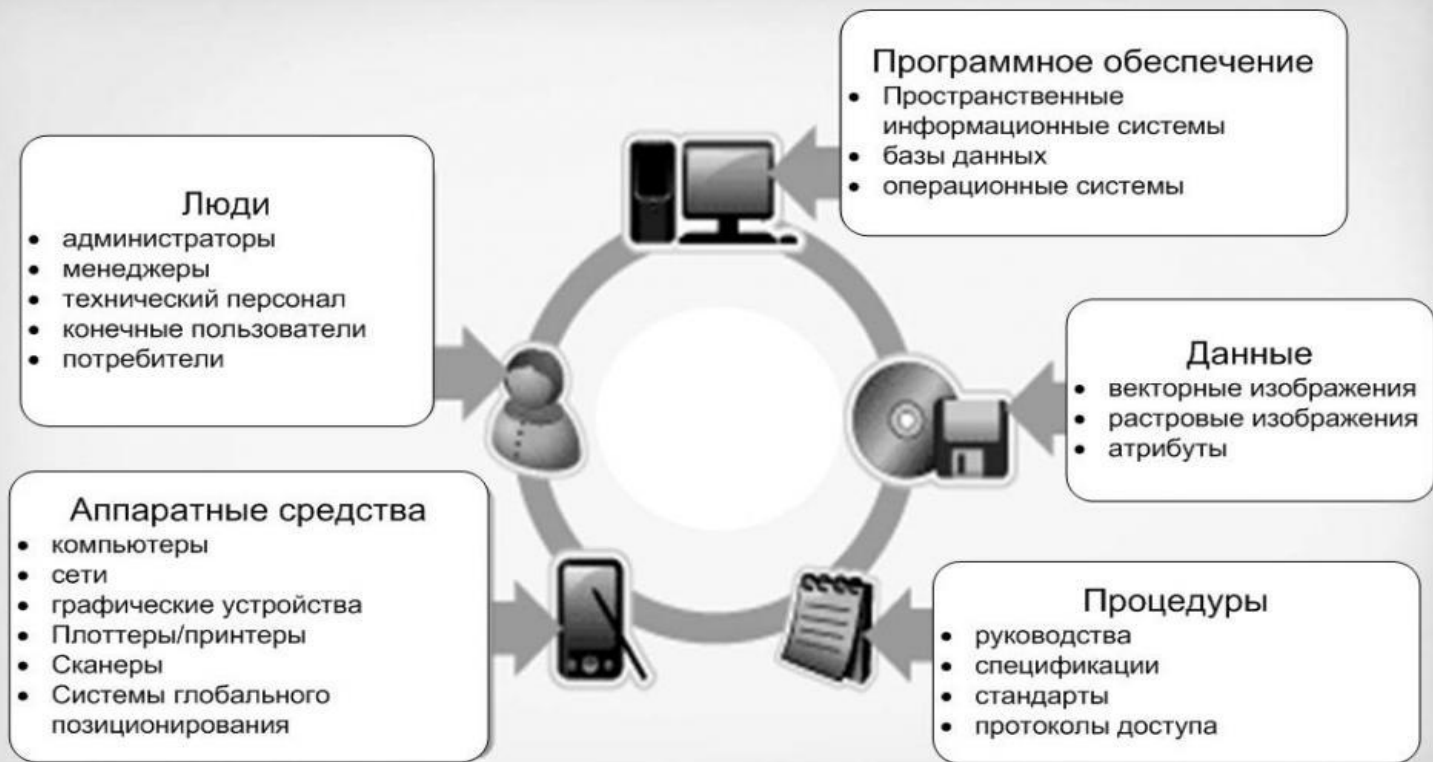 Программное обеспечение
• Пространственные
информационные системы
• базы данных
• операционные системы
Люди
• администраторы
• менеджеры
• технический персонал
• конечные пользователи
• потребители
Данные
• векторные изображения
• растровые изображения
• атрибуты
Аппаратные средства
• компьютеры
• сети
• графические устройства
• Плоттеры/принтеры
• Сканеры
• Системы глобального
позиционирования
Процедуры
• руководства
• спецификации
• стандарты
• протоколы доступа